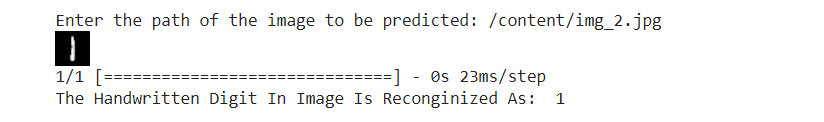 Enter the path of the image to be predicted: /content/img_2.jpg
1
1/1 [==============================] - 0s 23ms/step
The Handwritten Digit In Image Is Reconginized As:  1